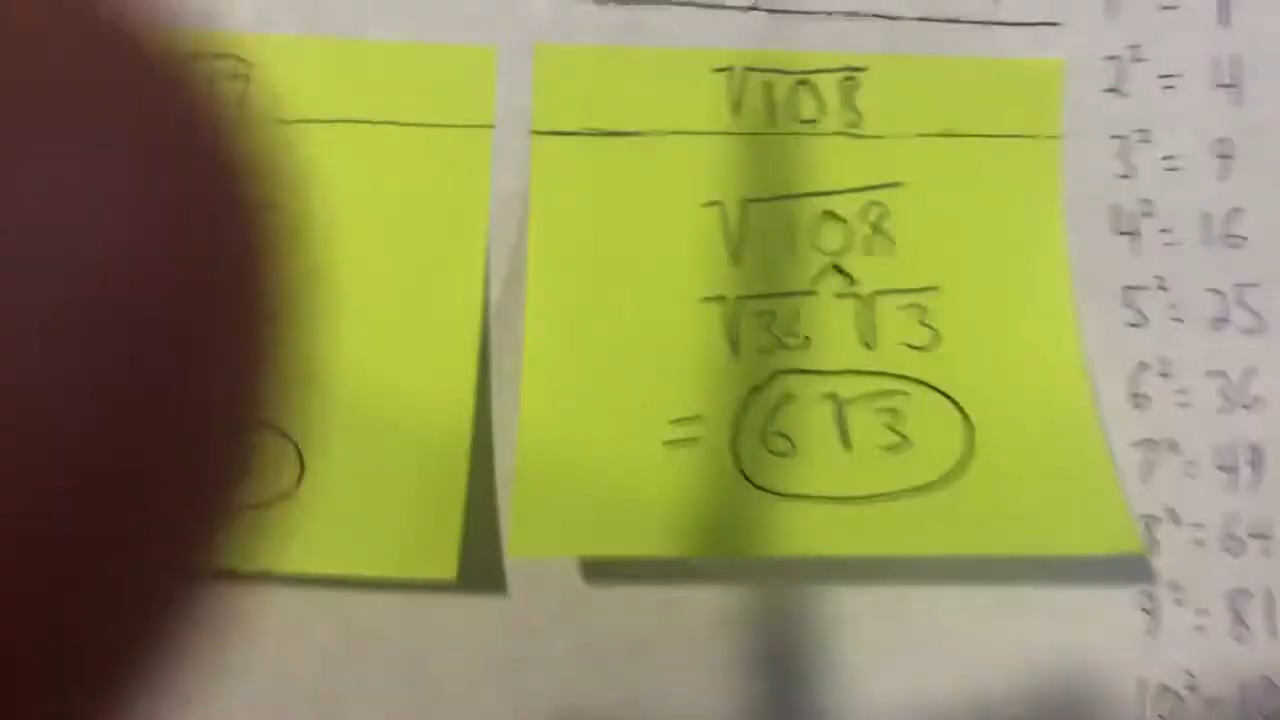 √108
√108
√36 √3
= 6√3
2² = 4
3² = 9
4² = 16
5² = 25
6² = 36
7² = 49
8² = 64
9² = 81